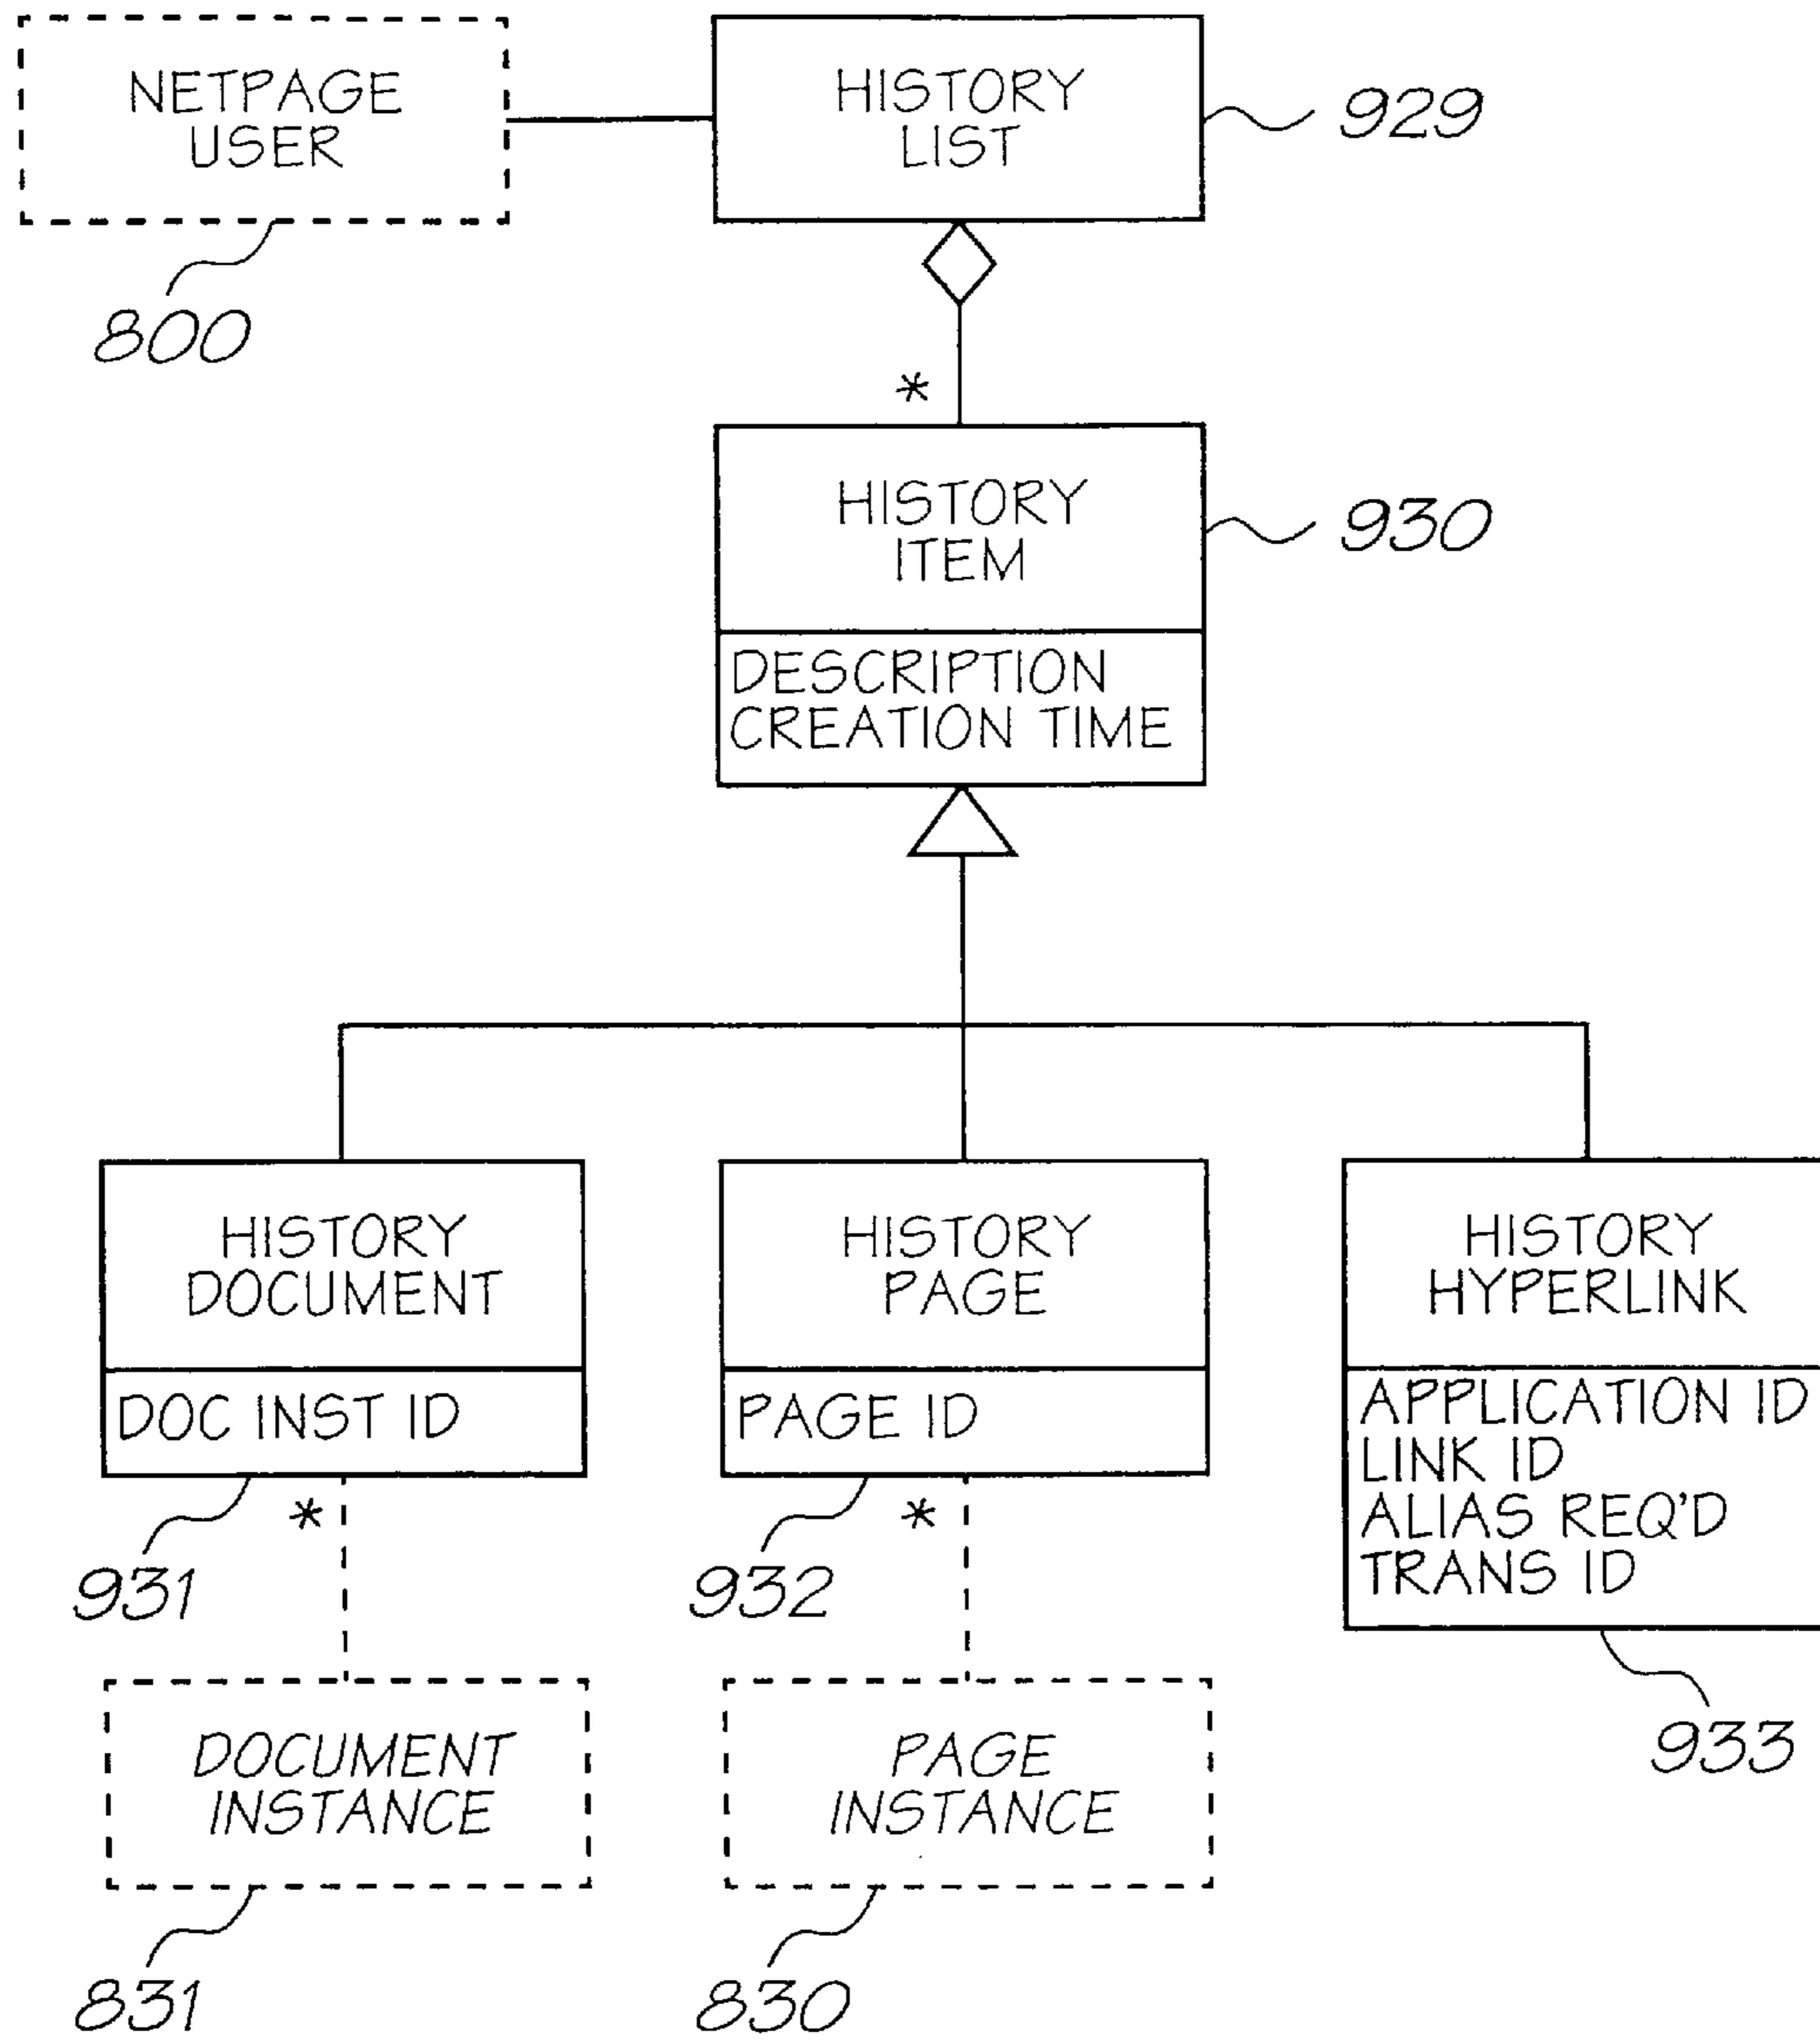 NETPAGE
USER
800
HISTORY
LIST
929
*
HISTORY
ITEM
930
DESCRIPTION
CREATION TIME
HISTORY
DOCUMENT
DOC INST ID
931
*
HISTORY
PAGE
PAGE ID
932
*
HISTORY
HYPERLINK
APPLICATION ID
LINK ID
ALIAS REQ'D
TRANS ID
933
DOCUMENT
INSTANCE
831
PAGE
INSTANCE
830